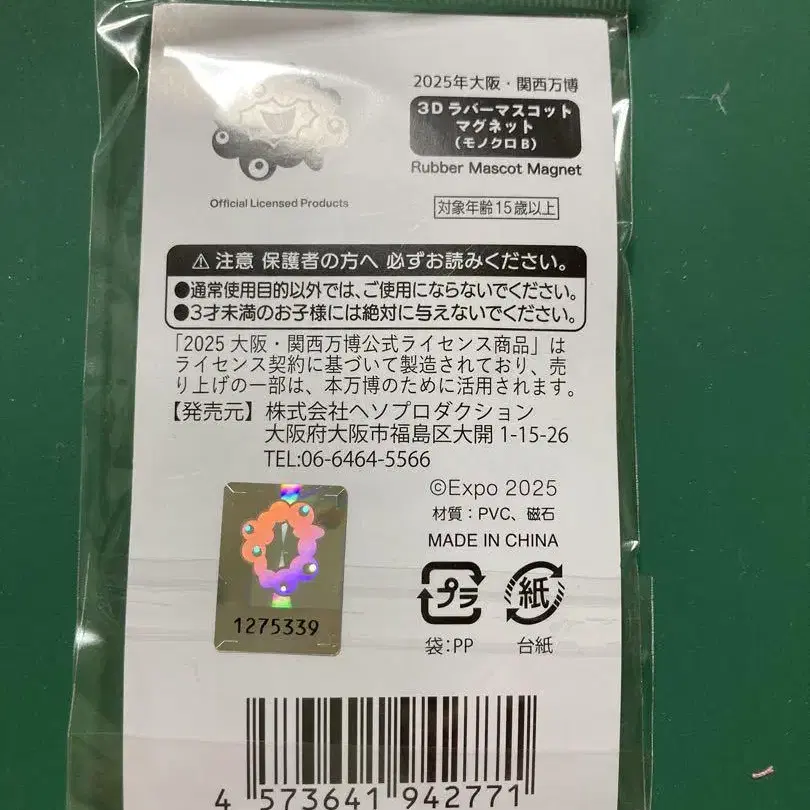 Official Licensed Products
2025年大阪・関西万博
3Dラバーマスコット
マグネット
(モノクロB)
Rubber Mascot Magnet
対象年齢15歳以上
⚠注意 保護者の方へ 必ずお読みください。
●通常使用目的以外では、ご使用にならないでください。
●3才未満のお子様には絶対に与えないでください。
「2025大阪・関西万博公式ライセンス商品」は
ライセンス契約に基づいて製造されており、売
り上げの一部は、本万博のために活用されます。
【発売元】株式会社ヘソプロダクション
大阪府大阪市福島区大開 1-15-26
TEL:06-6464-5566
©Expo 2025
材質：PVC、磁石
MADE IN CHINA
プラ
紙
袋:PP
台紙
1275339
4 573641 942771